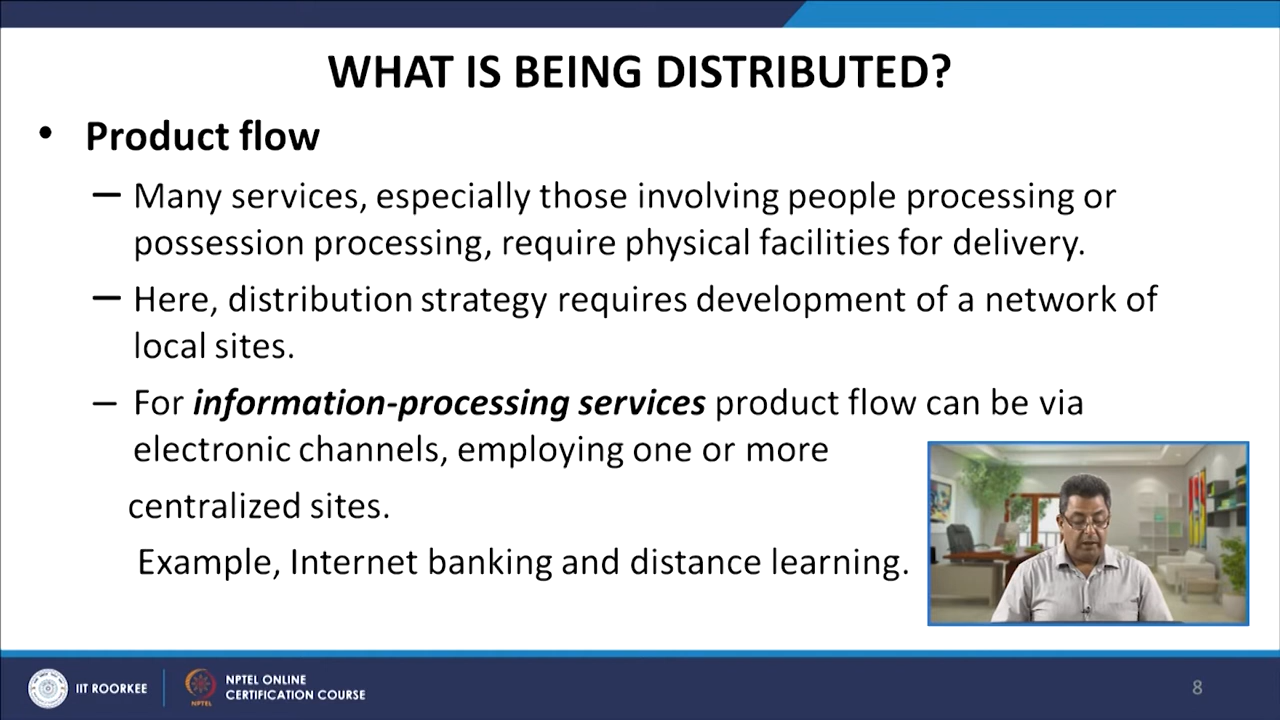 WHAT IS BEING DISTRIBUTED?
• Product flow
– Many services, especially those involving people processing or
possession processing, require physical facilities for delivery.
– Here, distribution strategy requires development of a network of
local sites.
– For information-processing services product flow can be via
electronic channels, employing one or more
centralized sites.
Example, Internet banking and distance learning.
IIT ROORKEE
NPTEL
NPTEL ONLINE
CERTIFICATION COURSE
8